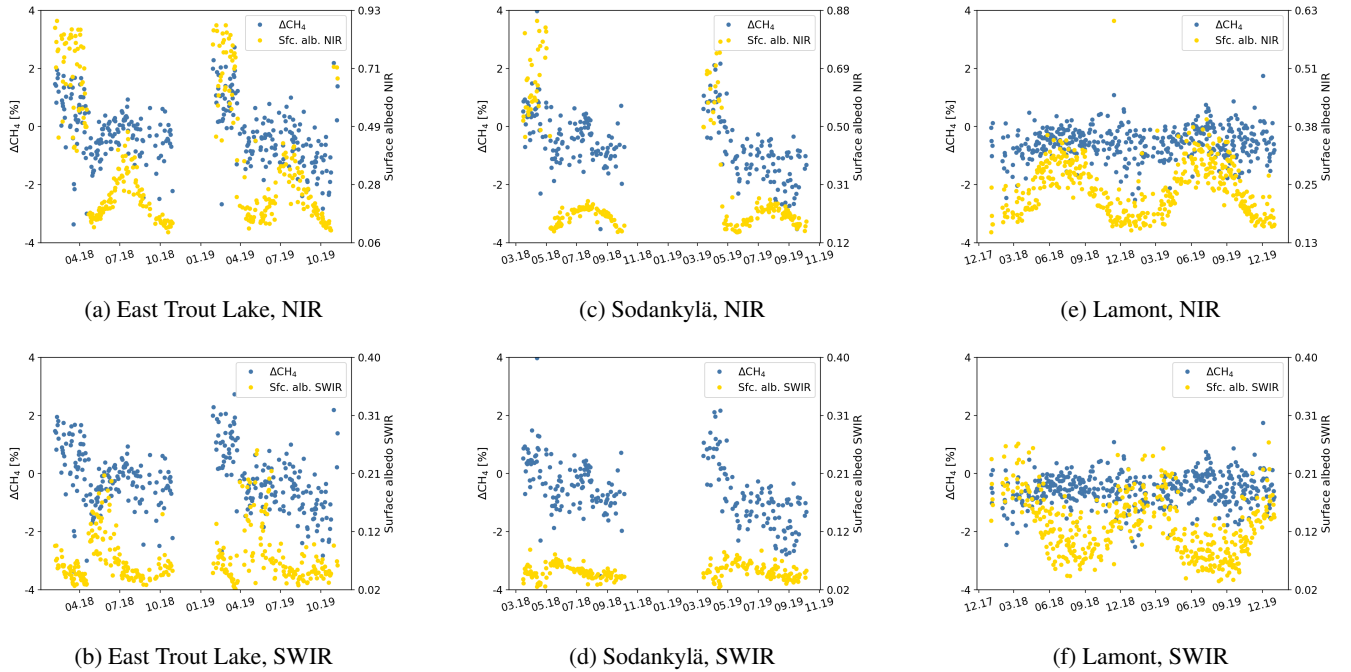 4
2
0
-2
-4
ΔCH₄ [%]
0.93
0.71
0.49
0.28
0.06
Surface albedo NIR
ΔCH₄
Sfc. alb. NIR
04.18 07.18 10.18 01.19 04.19 07.19 10.19
(a) East Trout Lake, NIR
4
2
0
-2
-4
ΔCH₄ [%]
0.88
0.69
0.50
0.31
0.12
Surface albedo NIR
ΔCH₄
Sfc. alb. NIR
03.18 05.18 07.18 09.18 11.18 01.19 03.19 05.19 07.19 09.19 11.19
(c) Sodankylä, NIR
4
2
0
-2
-4
ΔCH₄ [%]
0.63
0.51
0.38
0.25
0.13
Surface albedo NIR
ΔCH₄
Sfc. alb. NIR
12.17 03.18 06.18 09.18 12.18 03.19 06.19 09.19 12.19
(e) Lamont, NIR
4
2
0
-2
-4
ΔCH₄ [%]
0.40
0.31
0.21
0.12
0.02
Surface albedo SWIR
ΔCH₄
Sfc. alb. SWIR
04.18 07.18 10.18 01.19 04.19 07.19 10.19
(b) East Trout Lake, SWIR
4
2
0
-2
-4
ΔCH₄ [%]
0.40
0.31
0.21
0.12
0.02
Surface albedo SWIR
ΔCH₄
Sfc. alb. SWIR
03.18 05.18 07.18 09.18 11.18 01.19 03.19 05.19 07.19 09.19 11.19
(d) Sodankylä, SWIR
4
2
0
-2
-4
ΔCH₄ [%]
0.40
0.31
0.21
0.12
0.02
Surface albedo SWIR
ΔCH₄
Sfc. alb. SWIR
12.17 03.18 06.18 09.18 12.18 03.19 06.19 09.19 12.19
(f) Lamont, SWIR